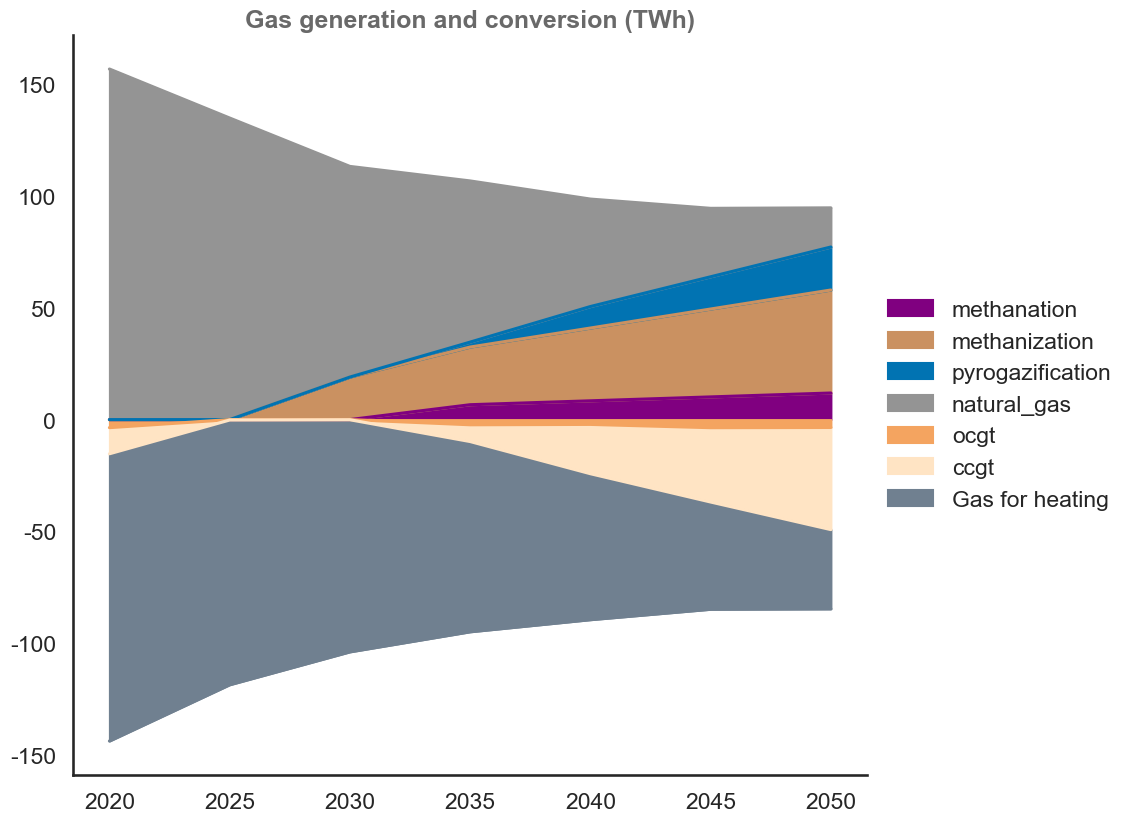 Gas generation and conversion (TWh)
150
100
50
0
-50
-100
-150
2020 2025 2030 2035 2040 2045 2050
methanation
methanization
pyrogazification
natural_gas
ocgt
ccgt
Gas for heating